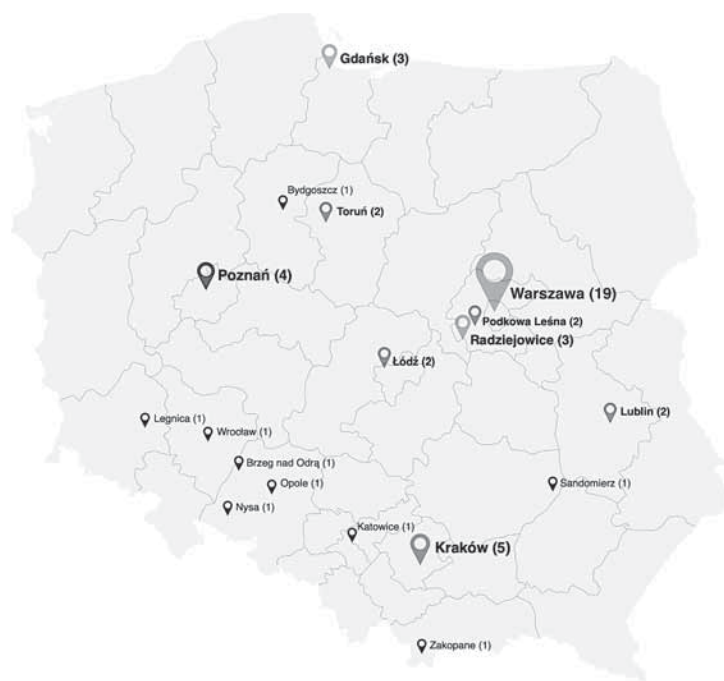 Gdańsk (3)
Bydgoszcz (1)
Toruń (2)
Poznań (4)
Warszawa (19)
Podkowa Leśna (2)
Radziejowice (3)
Łódź (2)
Lublin (2)
Legnica (1)
Wrocław (1)
Brzeg nad Odrą (1)
Opole (1)
Sandomierz (1)
Nysa (1)
Katowice (1)
Kraków (5)
Zakopane (1)